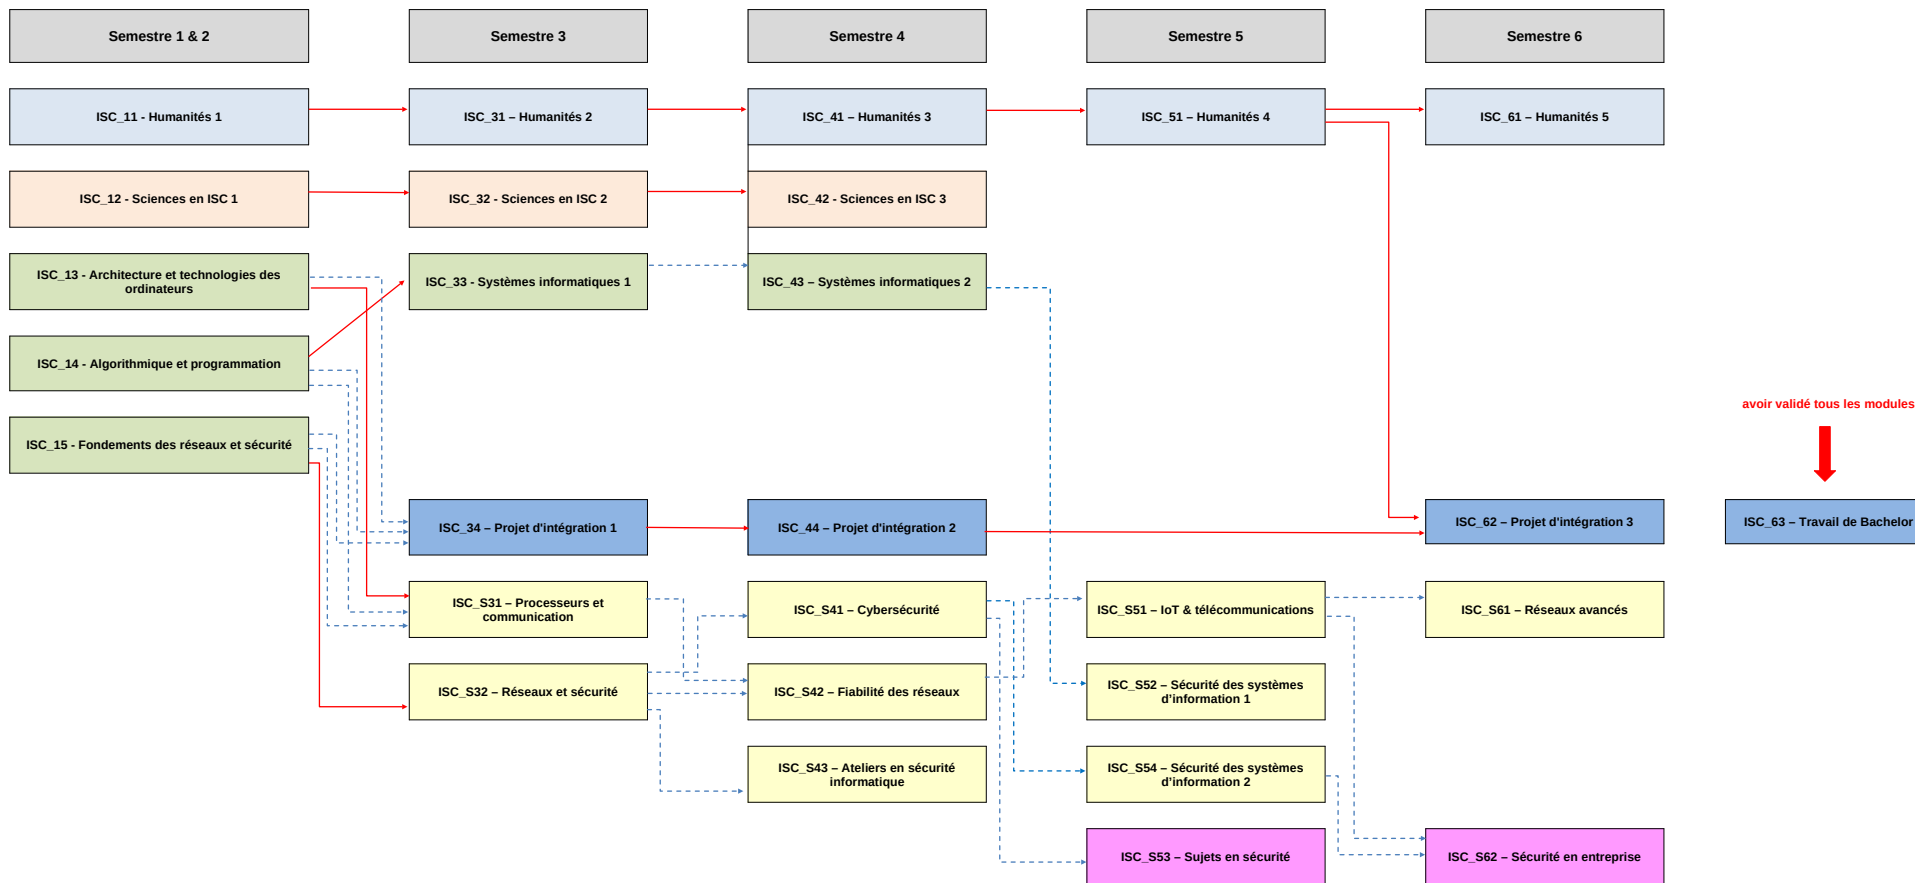 Semestre 1 & 2
Semestre 3
Semestre 4
Semestre 5
Semestre 6
ISC_11 - Humanités 1
ISC_31 – Humanités 2
ISC_41 – Humanités 3
ISC_51 – Humanités 4
ISC_61 – Humanités 5
ISC_12 - Sciences en ISC 1
ISC_32 - Sciences en ISC 2
ISC_42 - Sciences en ISC 3
ISC_13 - Architecture et technologies des
ordinateurs
ISC_33 - Systèmes informatiques 1
ISC_43 – Systèmes informatiques 2
ISC_14 - Algorithmique et programmation
avoir validé tous les modules
ISC_15 - Fondements des réseaux et sécurité
ISC_34 – Projet d'intégration 1
ISC_44 – Projet d'intégration 2
ISC_62 – Projet d'intégration 3
ISC_63 – Travail de Bachelor
ISC_S31 – Processeurs et
communication
ISC_S41 – Cybersécurité
ISC_S51 – IoT & télécommunications
ISC_S61 – Réseaux avancés
ISC_S32 – Réseaux et sécurité
ISC_S42 – Fiabilité des réseaux
ISC_S52 – Sécurité des systèmes
d’information 1
ISC_S43 – Ateliers en sécurité
informatique
ISC_S54 – Sécurité des systèmes
d’information 2
ISC_S53 – Sujets en sécurité
ISC_S62 – Sécurité en entreprise